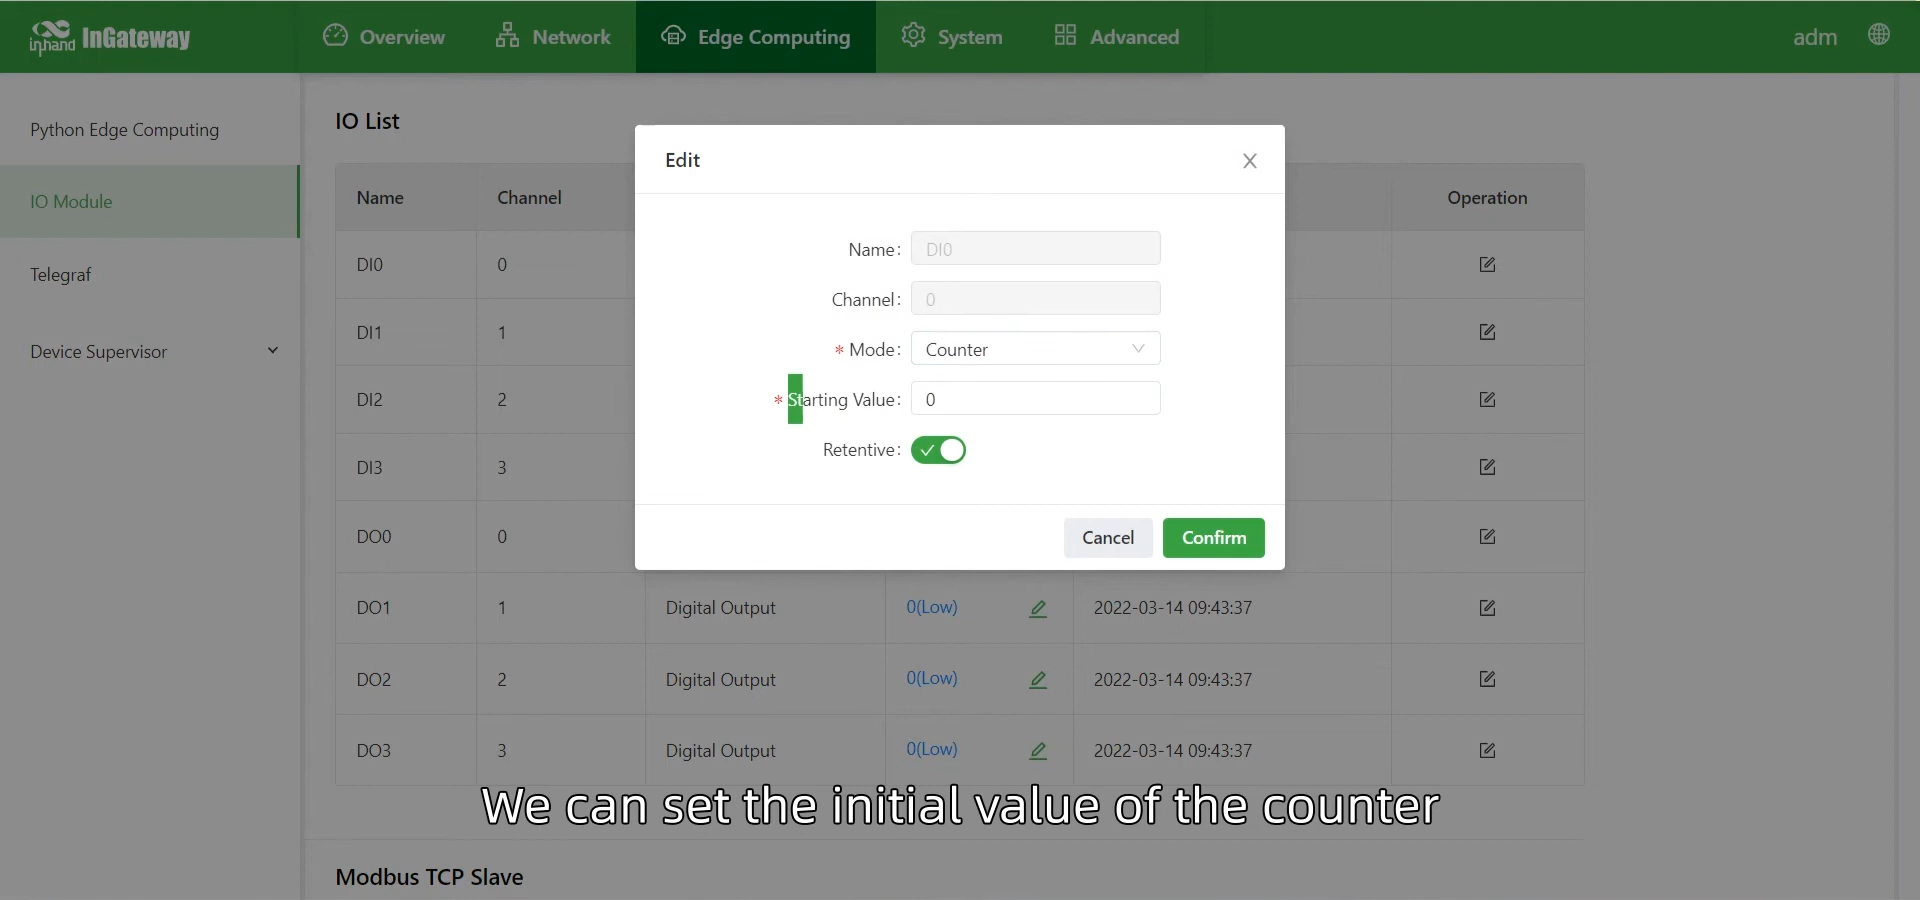 inhand InGateway Overview Network Edge Computing System Advanced adm
Python Edge Computing
IO Module
Telegraf
Device Supervisor
IO List
Name Channel Operation
DI0 0
DI1 1
DI2 2
DI3 3
DO0 0
DO1 1 Digital Output 0(Low) 2022-03-14 09:43:37
DO2 2 Digital Output 0(Low) 2022-03-14 09:43:37
DO3 3 Digital Output 0(Low) 2022-03-14 09:43:37
Edit
Name: DI0
Channel: 0
* Mode: Counter
* Starting Value: 0
Retentive:
Cancel Confirm
We can set the initial value of the counter
Modbus TCP Slave